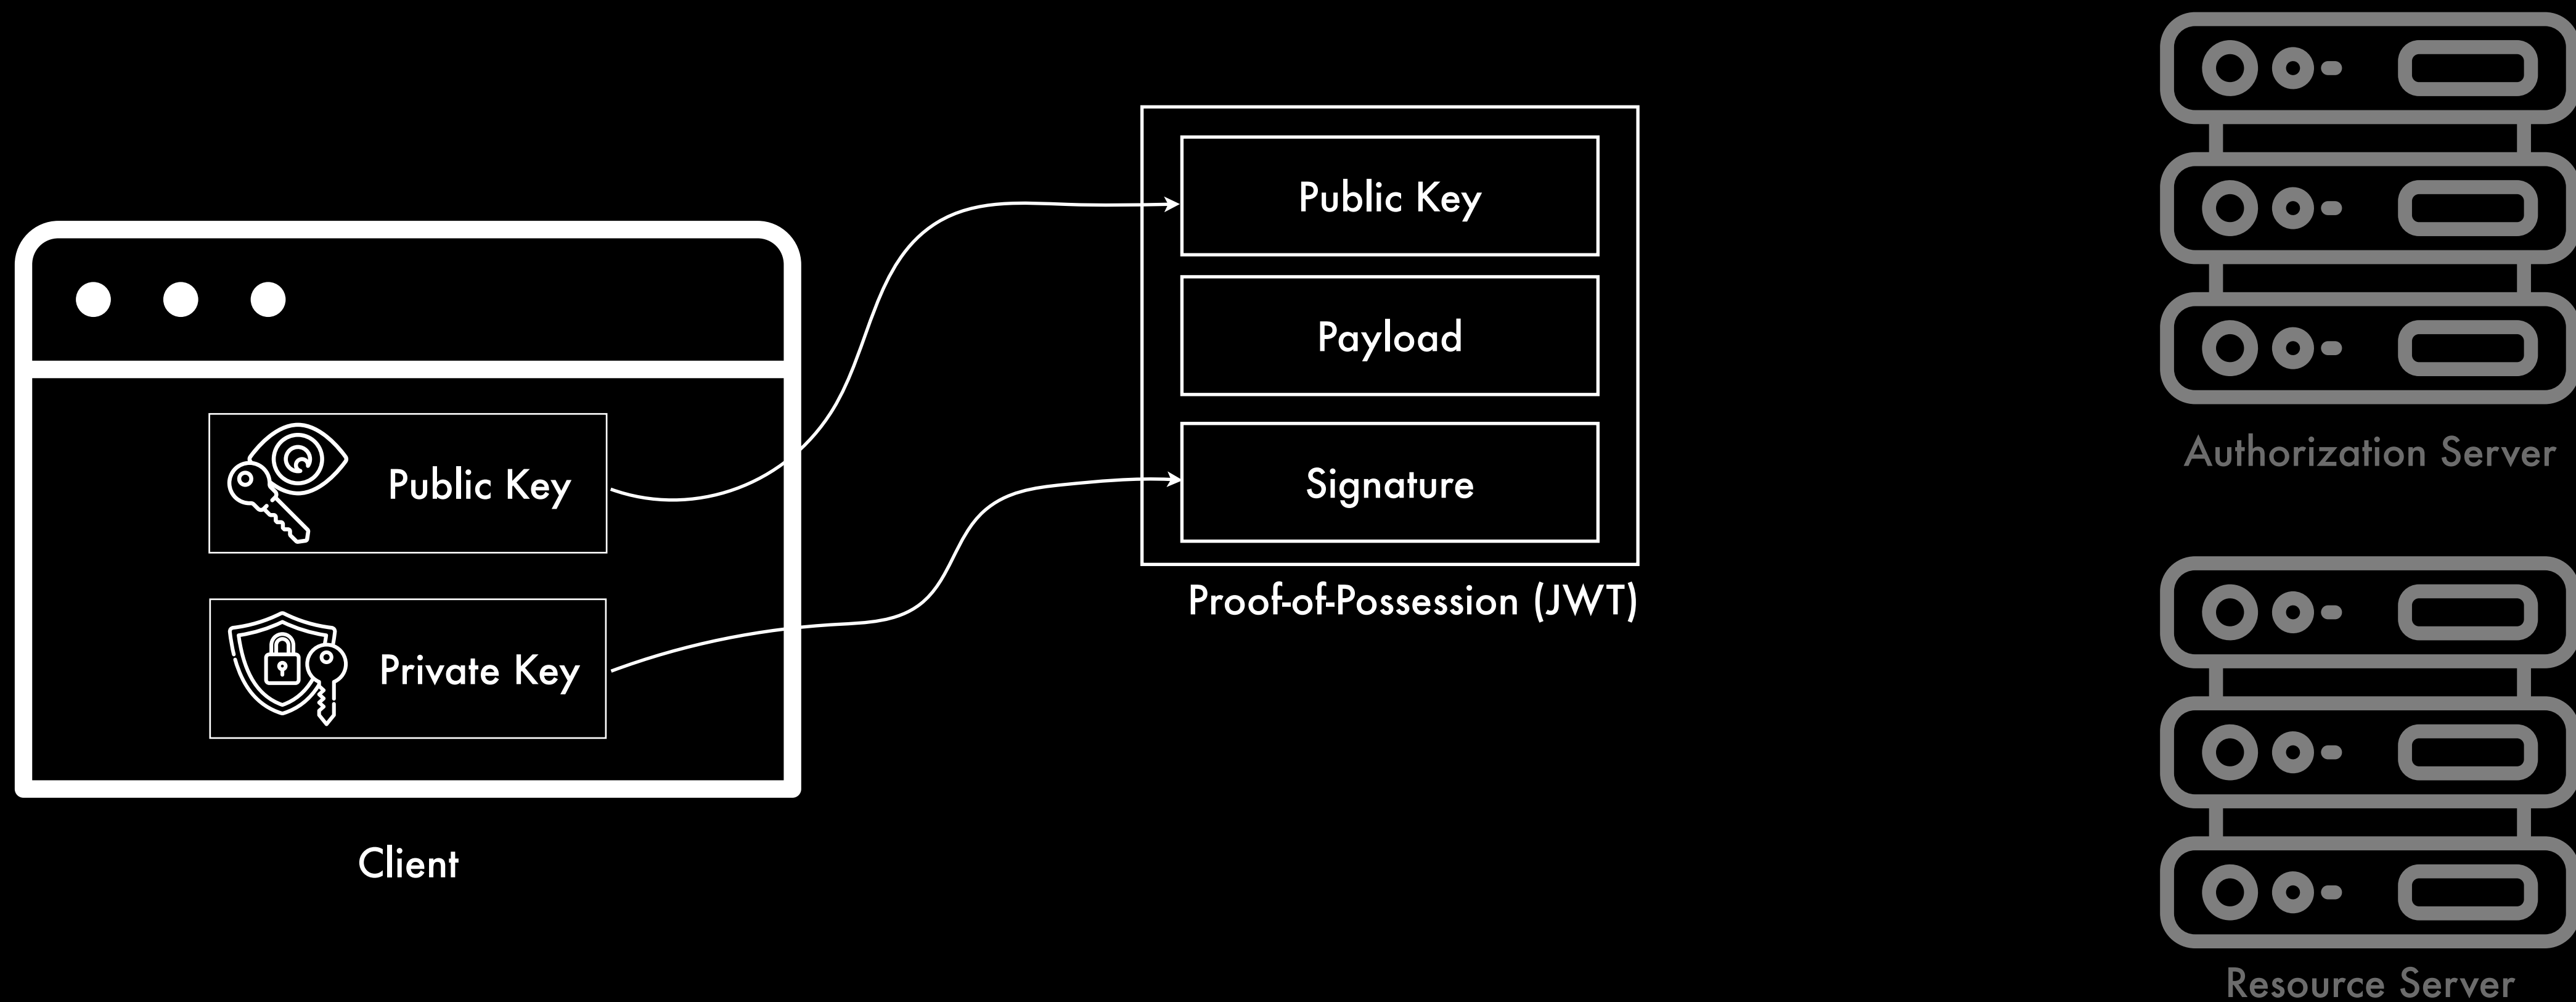 Public Key
Private Key
Client
Public Key
Payload
Signature
Proof-of-Possession (JWT)
Authorization Server
Resource Server